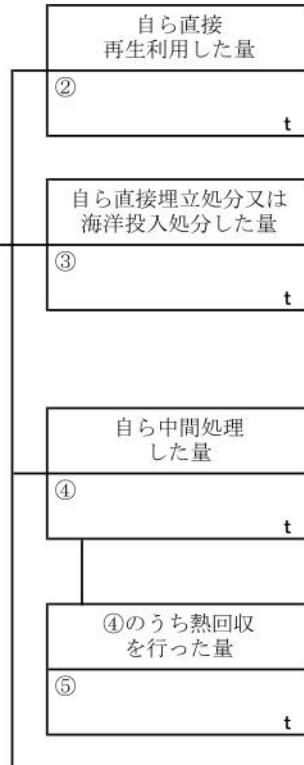 自ら直接
再生利用した量
②
t
自ら直接埋立処分又は
海洋投入処分した量
③
t
自ら中間処理
した量
④
t
④のうち熱回収
を行った量
⑤
t